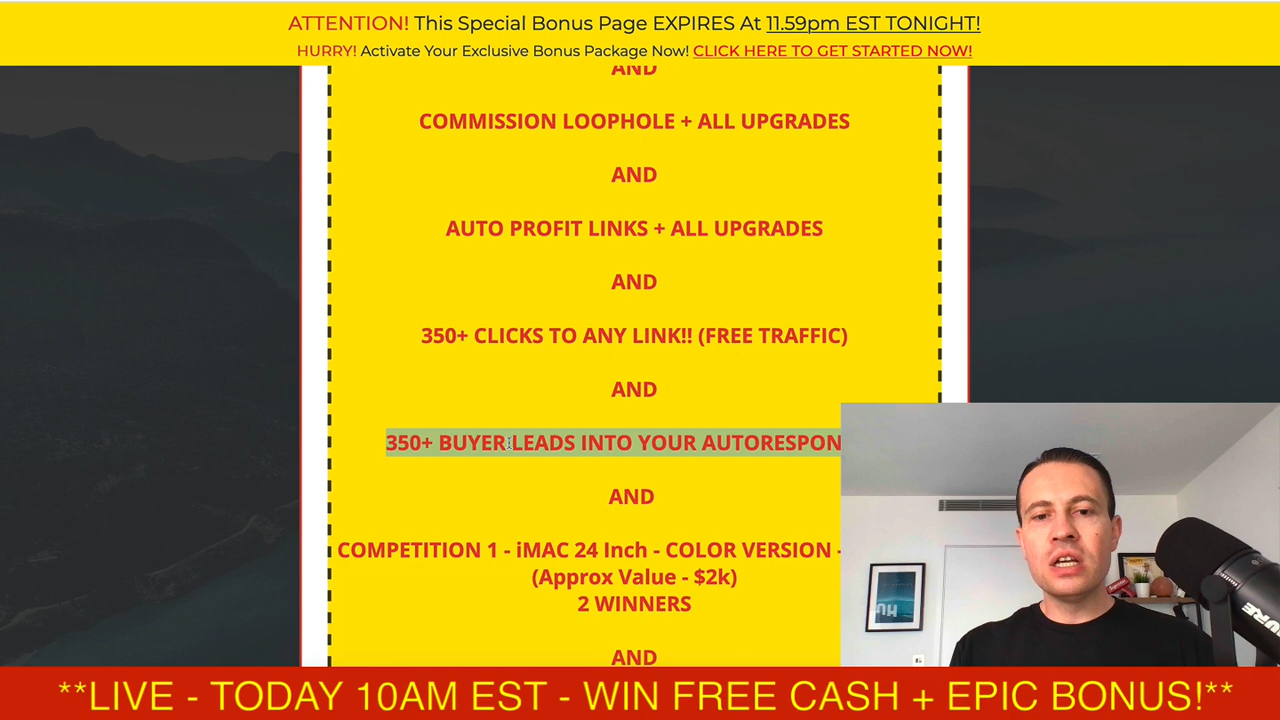 ATTENTION! This Special Bonus Page EXPIRES At 11.59pm EST TONIGHT!
HURRY! Activate Your Exclusive Bonus Package Now! CLICK HERE TO GET STARTED NOW!
AND
COMMISSION LOOPHOLE + ALL UPGRADES
AND
AUTO PROFIT LINKS + ALL UPGRADES
AND
350+ CLICKS TO ANY LINK!! (FREE TRAFFIC)
AND
350+ BUYER LEADS INTO YOUR AUTORESPON
AND
COMPETITION 1 - iMAC 24 Inch - COLOR VERSION -
(Approx Value - $2k)
2 WINNERS
AND
**LIVE - TODAY 10AM EST - WIN FREE CASH + EPIC BONUS!**